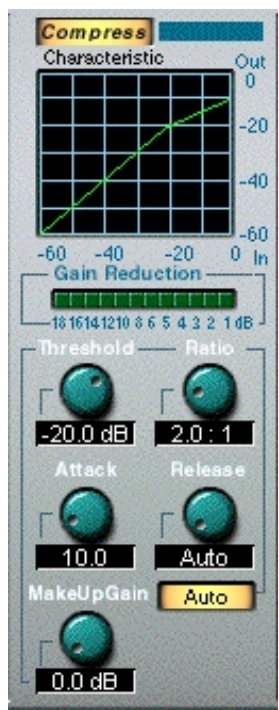 Compress
Characteristic Out
0
-20
-40
-60
-60 -40 -20 0 In
Gain Reduction
18 16 14 12 10 8 6 5 4 3 2 1 dB
Threshold Ratio
-20.0 dB 2.0 : 1
Attack Release
10.0 Auto
MakeUpGain Auto
0.0 dB